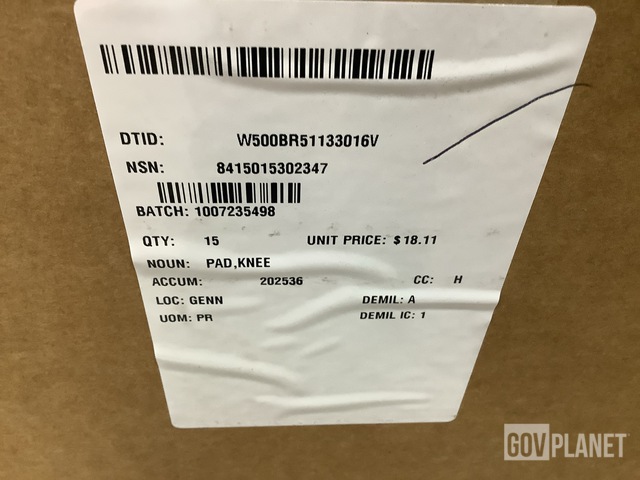 DTID: W500BR51133016V
NSN: 8415015302347
BATCH: 1007235498
QTY: 15 UNIT PRICE: $ 18.11
NOUN: PAD,KNEE
ACCUM: 202536 CC: H
LOC: GENN DEMIL: A
UOM: PR DEMIL IC: 1
GOVPLANET